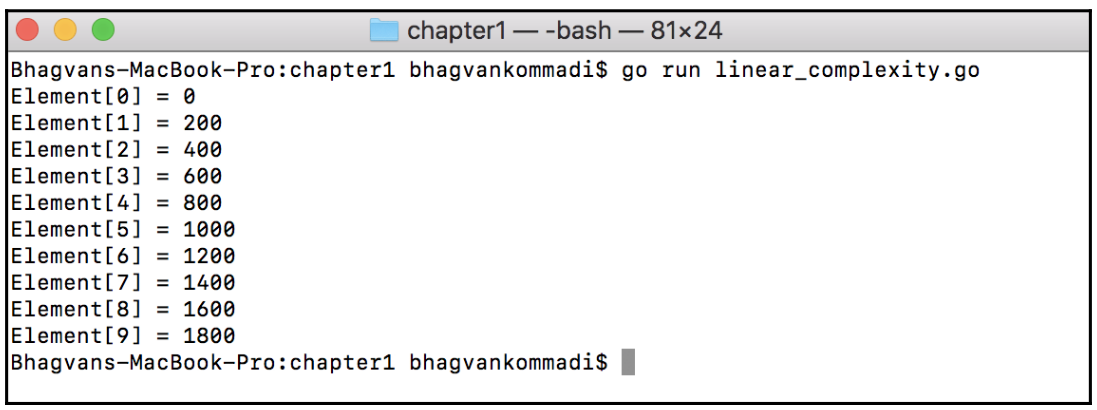 chapter1 — -bash — 81×24
Bhagvans-MacBook-Pro:chapter1 bhagvankommadi$ go run linear_complexity.go
Element[0] = 0
Element[1] = 200
Element[2] = 400
Element[3] = 600
Element[4] = 800
Element[5] = 1000
Element[6] = 1200
Element[7] = 1400
Element[8] = 1600
Element[9] = 1800
Bhagvans-MacBook-Pro:chapter1 bhagvankommadi$